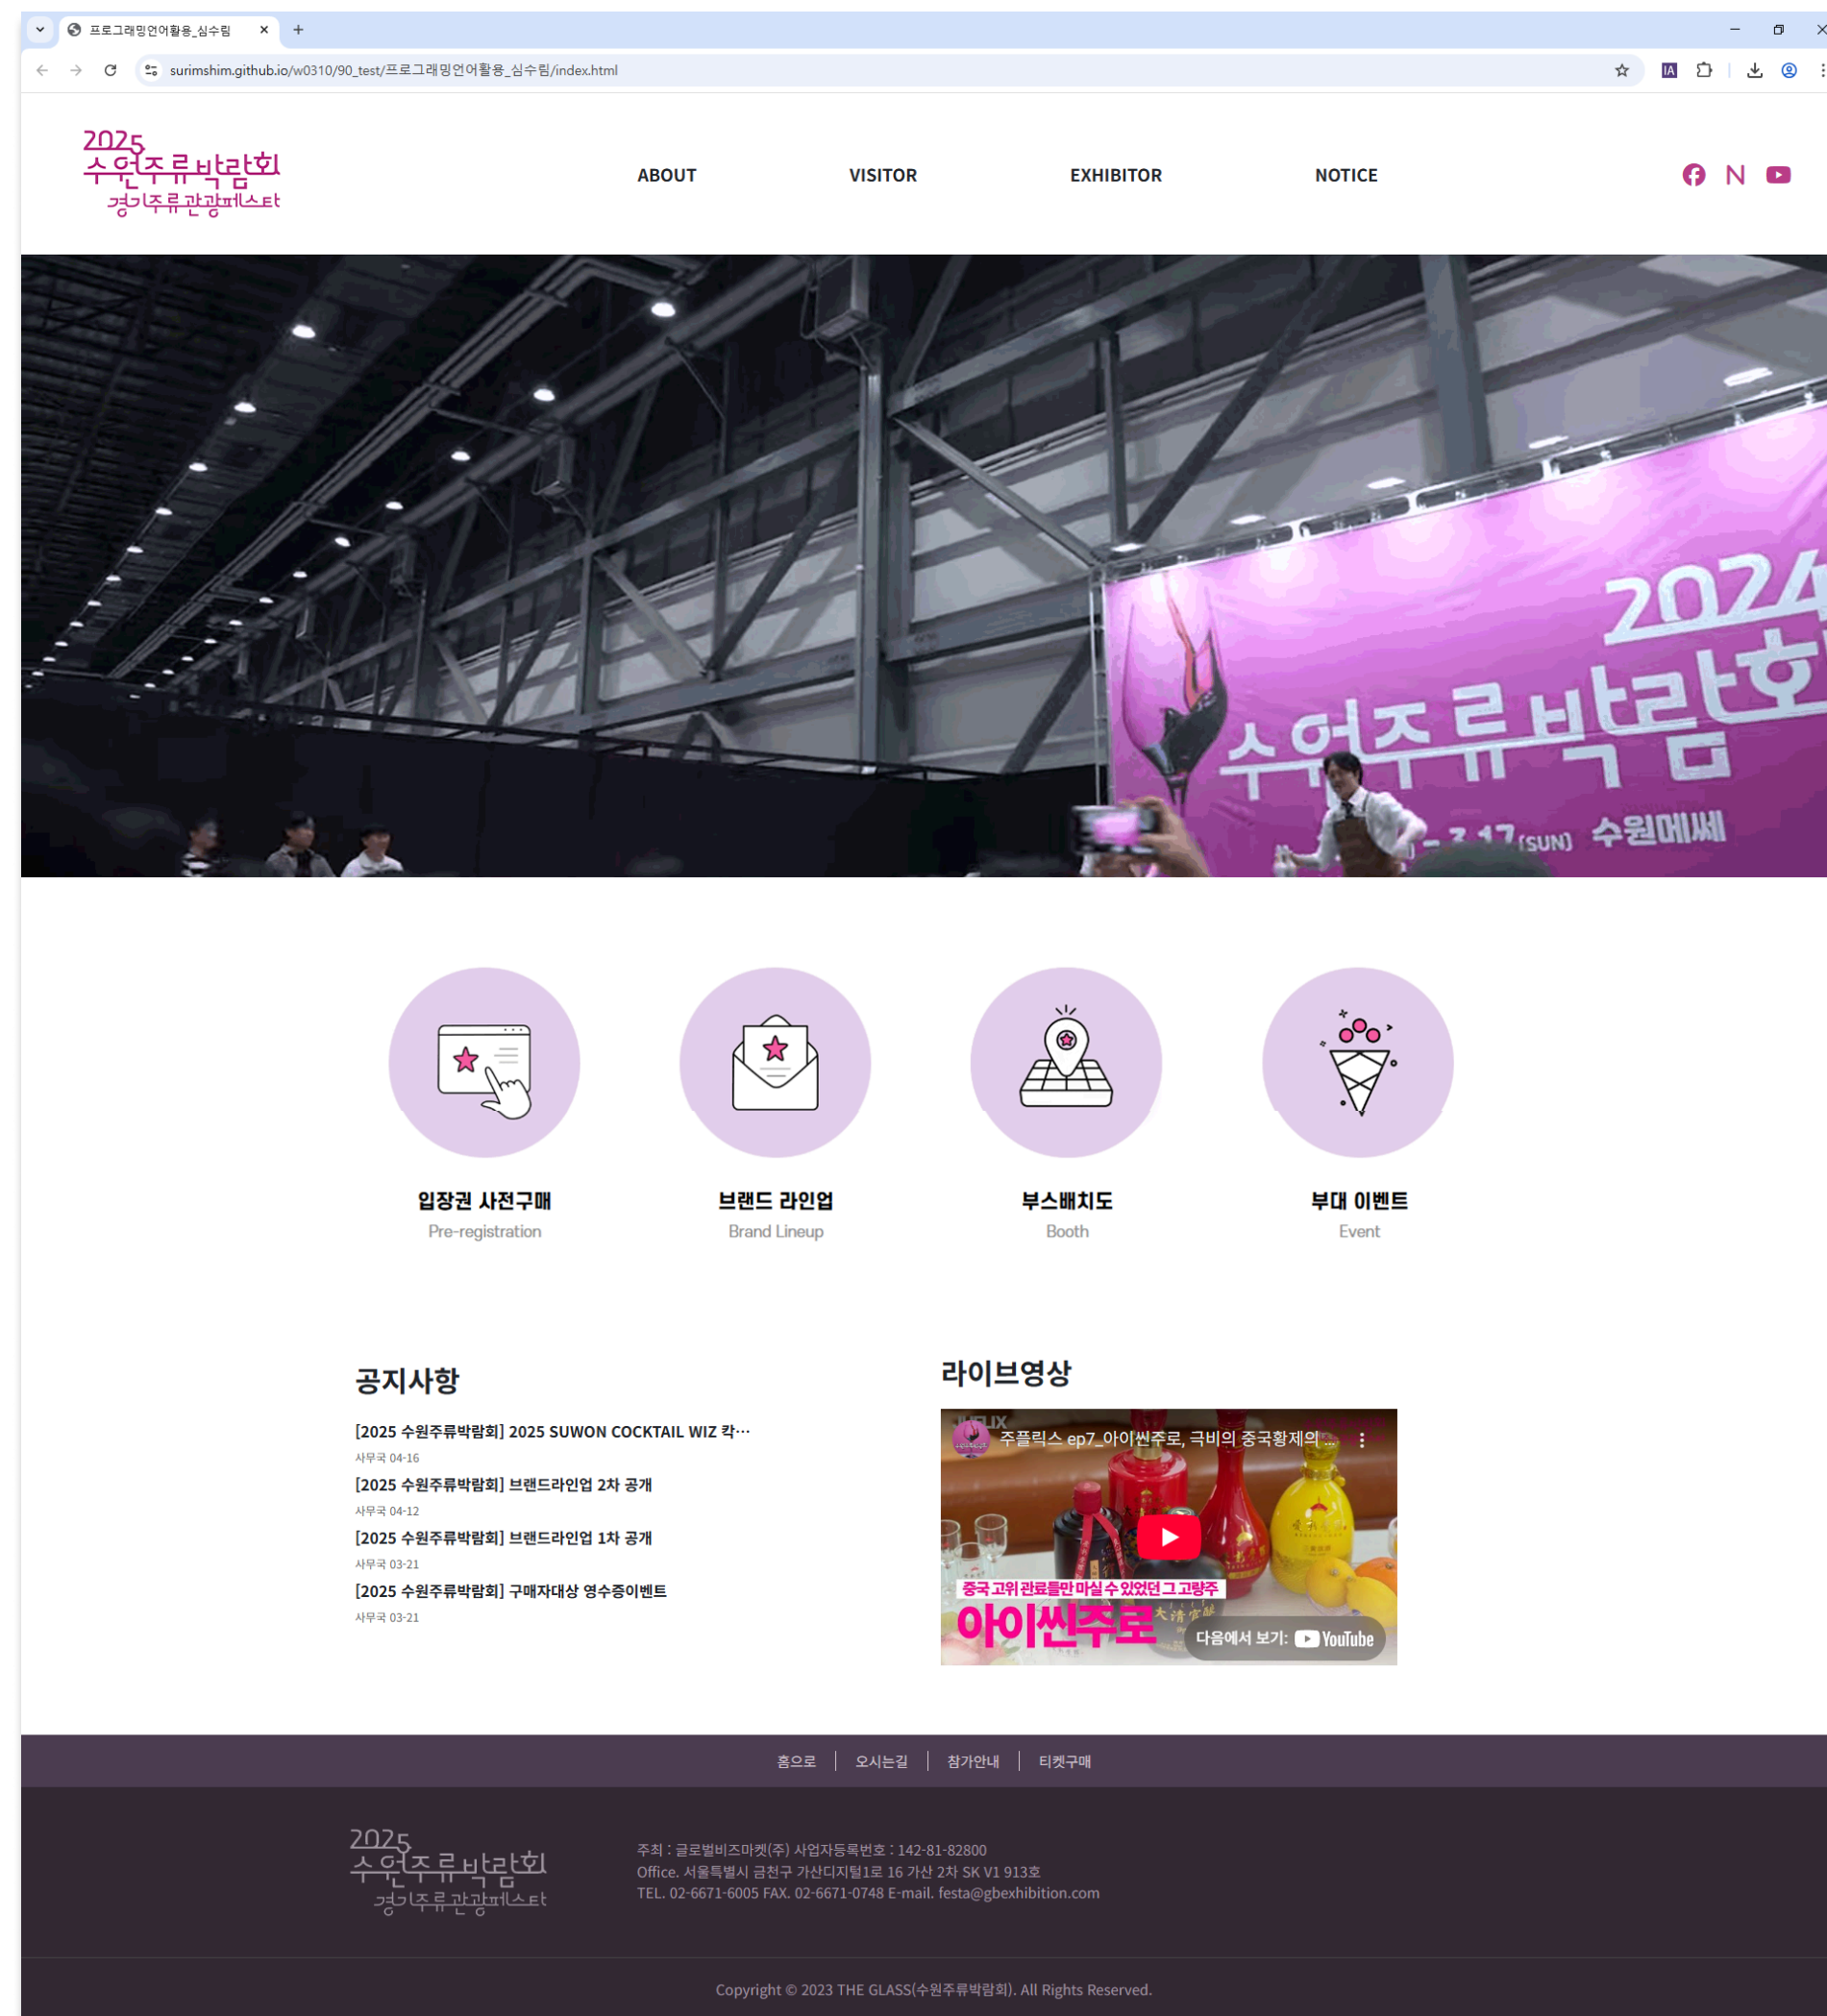 프로그래밍언어활용_심수림
surimshim.github.io/w0310/90_test/프로그래밍언어활용_심수림/index.html
2025
수원주류박람회
경기주류관광페스타
ABOUT
VISITOR
EXHIBITOR
NOTICE
2024
수원주류박람회
3.17(SUN) 수원메쎄
입장권 사전구매
Pre-registration
브랜드 라인업
Brand Lineup
부스배치도
Booth
부대 이벤트
Event
공지사항
[2025 수원주류박람회] 2025 SUWON COCKTAIL WIZ 칵…
사무국 04-16
[2025 수원주류박람회] 브랜드라인업 2차 공개
사무국 04-12
[2025 수원주류박람회] 브랜드라인업 1차 공개
사무국 03-21
[2025 수원주류박람회] 구매자대상 영수증이벤트
사무국 03-21
라이브영상
주플릭스 ep7_아이씬주로, 극비의 중국황제의 ...
중국 고위 관료들만 마실 수 있었던 그 고량주
아이씬주로
大清宮酿
다음에서 보기: YouTube
홈으로
오시는길
참가안내
티켓구매
2025
수원주류박람회
경기주류관광페스타
주최 : 글로벌비즈마켓(주) 사업자등록번호 : 142-81-82800
Office. 서울특별시 금천구 가산디지털1로 16 가산 2차 SK V1 913호
TEL. 02-6671-6005 FAX. 02-6671-0748 E-mail. festa@gbexhibition.com
Copyright © 2023 THE GLASS(수원주류박람회). All Rights Reserved.